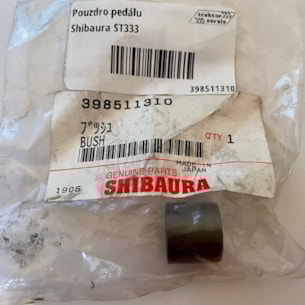 Pouzdro pedálu
Shibaura ST333
traktor
servis
398511310
398511310
ブッシュ
BUSH
Q'TY 1
MADE IN
JAPAN
GENUINE PARTS
SHIBAURA
1906